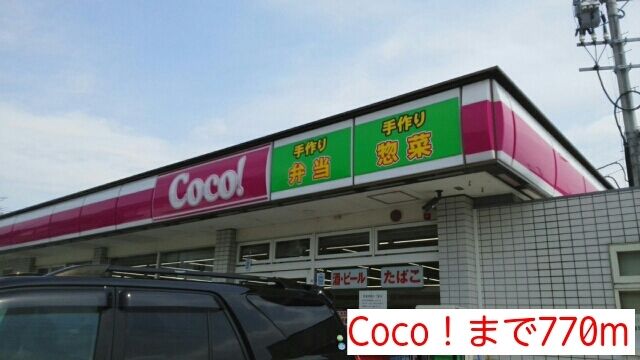 Coco!
手作り
弁当
手作り
惣菜
酒・ビール
たばこ
Coco!まで770m